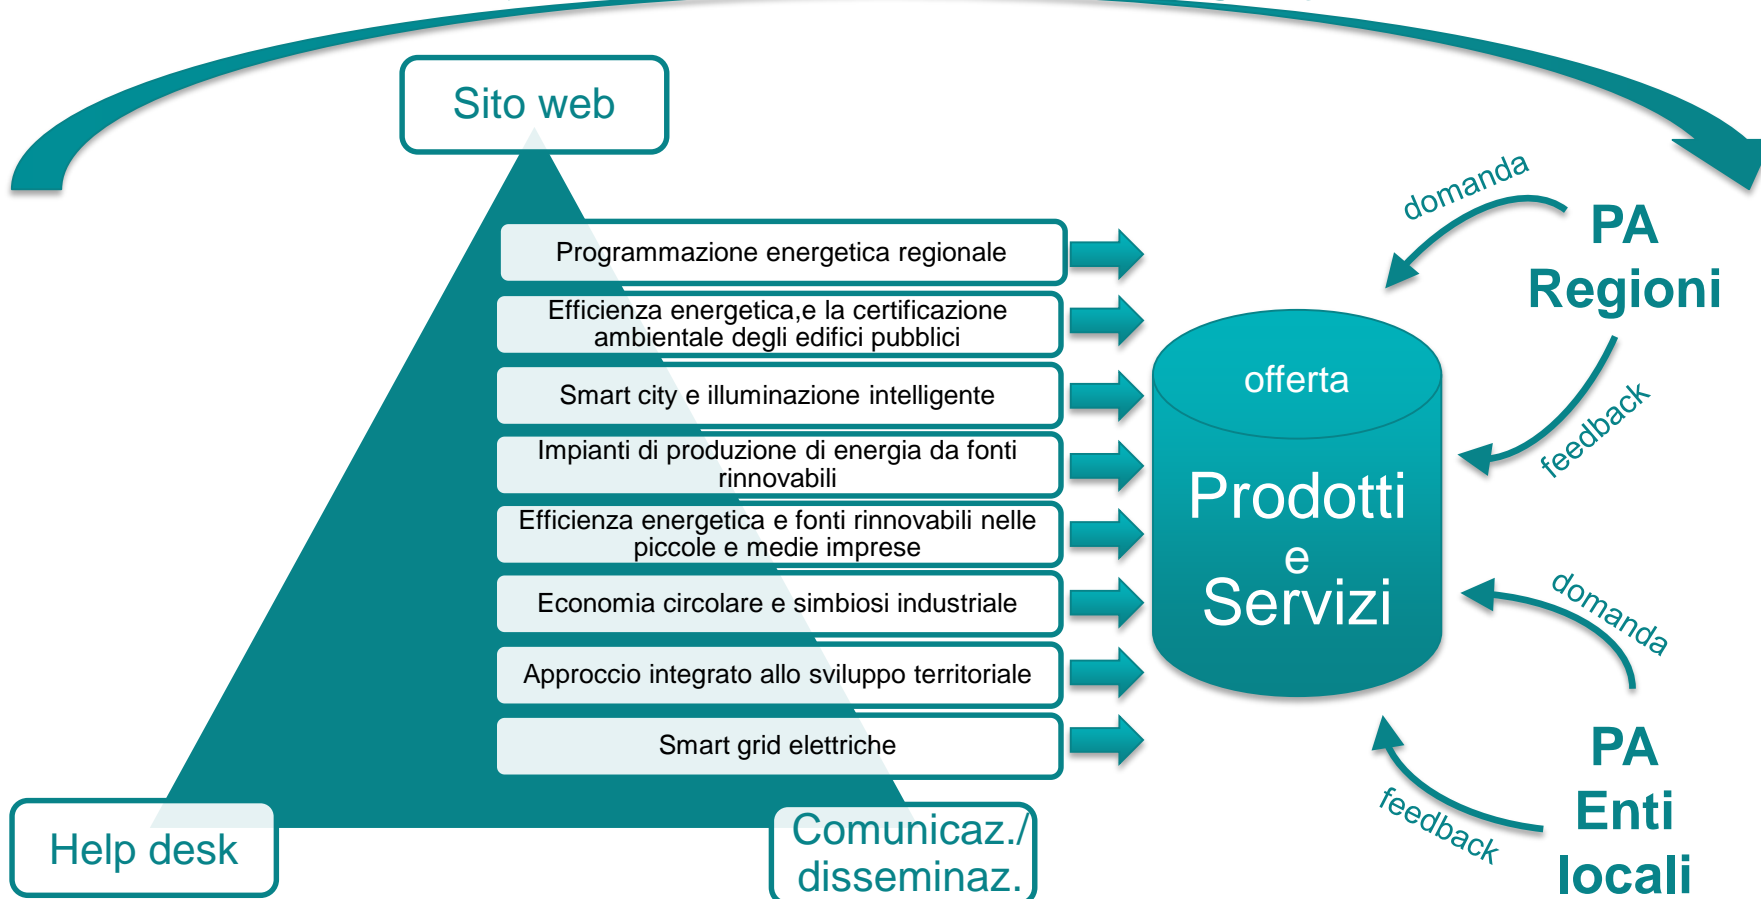 Sito web
Programmazione energetica regionale
Efficienza energetica,e la certificazione
ambientale degli edifici pubblici
Smart city e illuminazione intelligente
Impianti di produzione di energia da fonti
rinnovabili
Efficienza energetica e fonti rinnovabili nelle
piccole e medie imprese
Economia circolare e simbiosi industriale
Approccio integrato allo sviluppo territoriale
Smart grid elettriche
Help desk
Comunicaz./
disseminaz.
offerta
Prodotti
e
Servizi
domanda
PA
Regioni
feedback
domanda
PA
Enti
locali
feedback